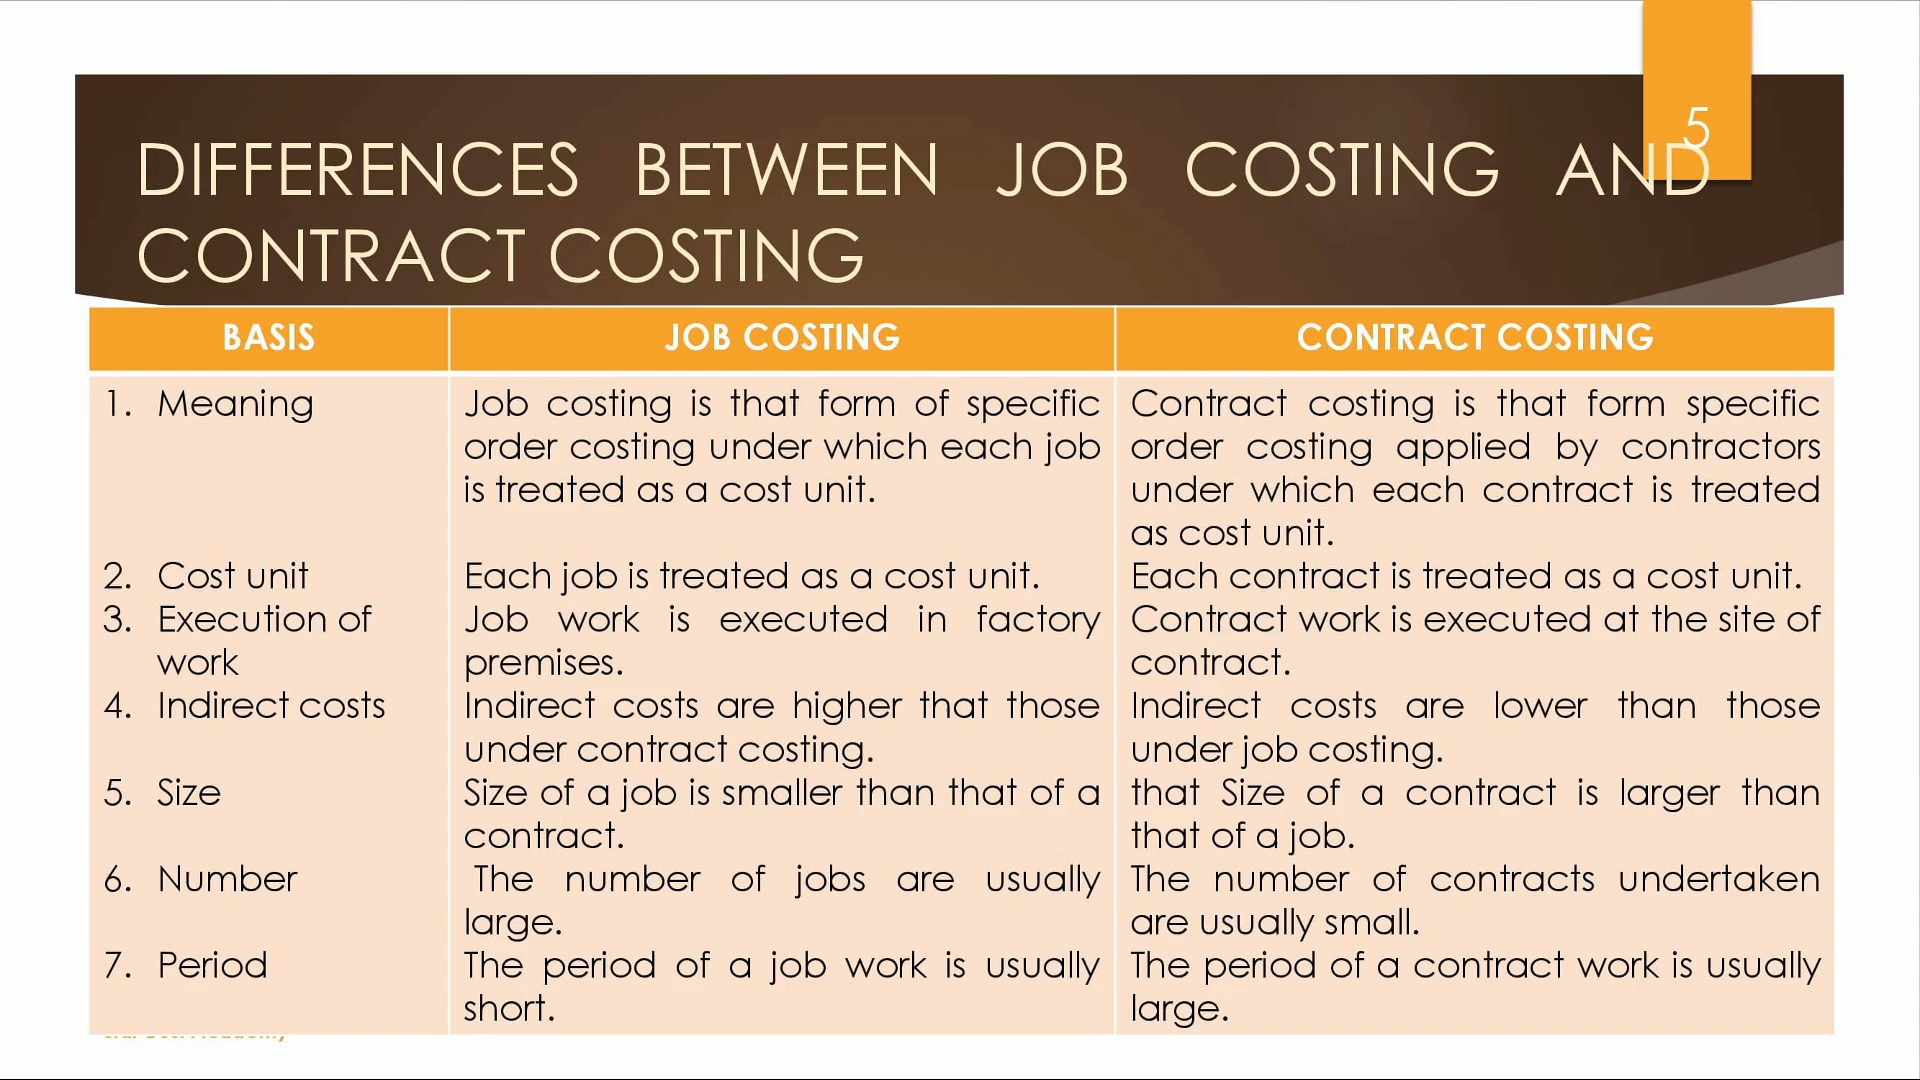 5
DIFFERENCES BETWEEN JOB COSTING AND
CONTRACT COSTING
BASIS
JOB COSTING
CONTRACT COSTING
1. Meaning
Job costing is that form of specific
order costing under which each job
is treated as a cost unit.
Contract costing is that form specific
order costing applied by contractors
under which each contract is treated
as cost unit.
2. Cost unit
Each job is treated as a cost unit.
Each contract is treated as a cost unit.
3. Execution of
work
Job work is executed in factory
premises.
Contract work is executed at the site of
contract.
4. Indirect costs
Indirect costs are higher that those
under contract costing.
Indirect costs are lower than those
under job costing.
5. Size
Size of a job is smaller than that of a
contract.
that Size of a contract is larger than
that of a job.
6. Number
The number of jobs are usually
large.
The number of contracts undertaken
are usually small.
7. Period
The period of a job work is usually
short.
The period of a contract work is usually
large.